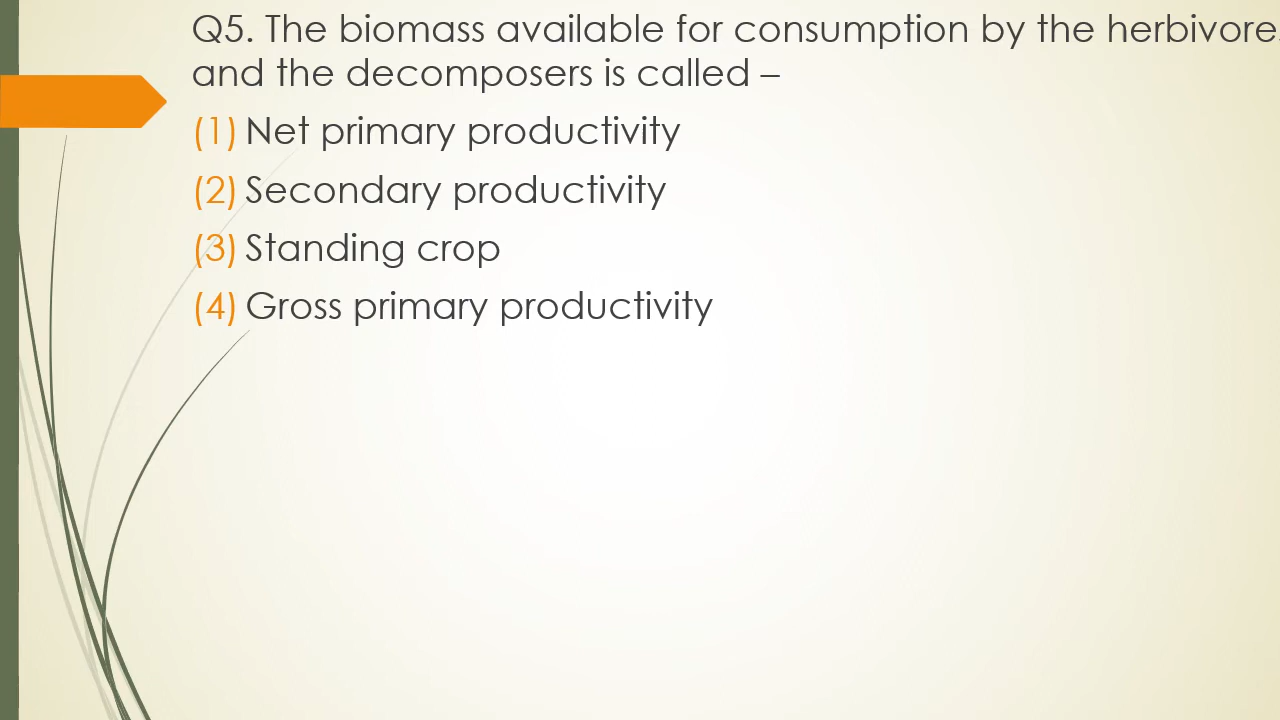 Q5. The biomass available for consumption by the herbivores
and the decomposers is called –
(1) Net primary productivity
(2) Secondary productivity
(3) Standing crop
(4) Gross primary productivity